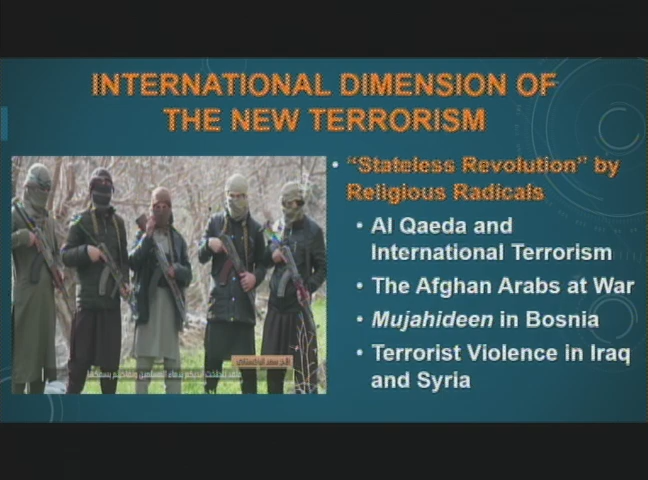 INTERNATIONAL DIMENSION OF
THE NEW TERRORISM
• “Stateless Revolution” by
Religious Radicals
• Al Qaeda and
International Terrorism
• The Afghan Arabs at War
• Mujahideen in Bosnia
• Terrorist Violence in Iraq
and Syria